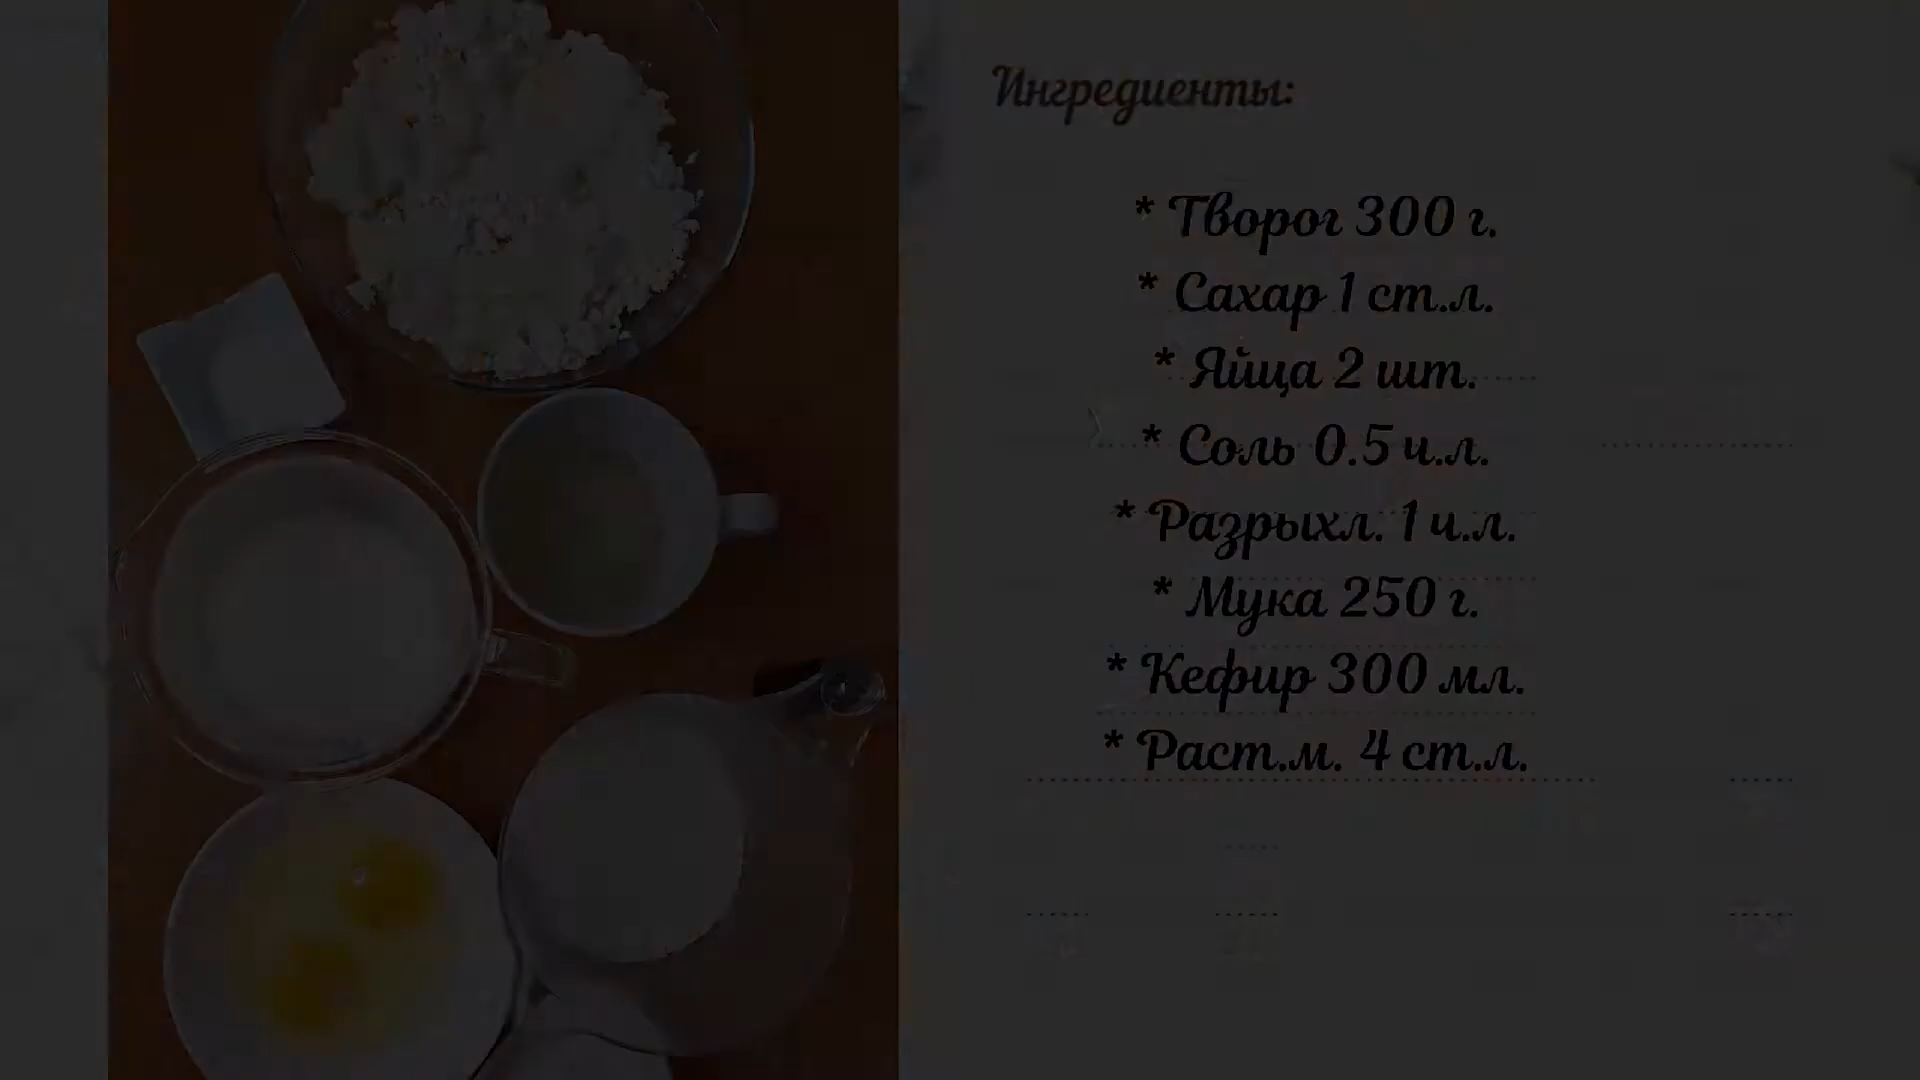 Ингредиенты:
* Творог 300 г.
* Сахар 1 ст.л.
* Яйца 2 шт.
* Соль 0.5 ч.л.
* Разрыхл. 1 ч.л.
* Мука 250 г.
* Кефир 300 мл.
* Раст.м. 4 ст.л.